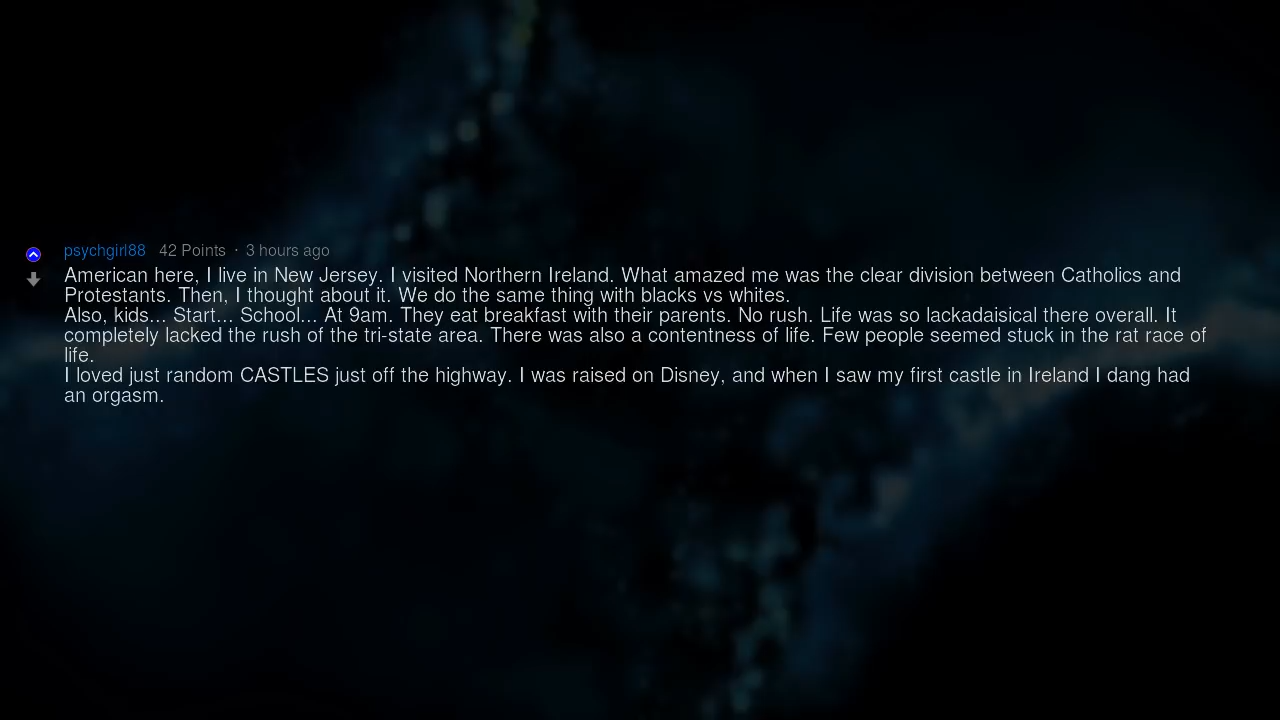 psychgirl88 42 Points · 3 hours ago
American here, I live in New Jersey. I visited Northern Ireland. What amazed me was the clear division between Catholics and
Protestants. Then, I thought about it. We do the same thing with blacks vs whites.
Also, kids... Start... School... At 9am. They eat breakfast with their parents. No rush. Life was so lackadaisical there overall. It
completely lacked the rush of the tri-state area. There was also a contentness of life. Few people seemed stuck in the rat race of
life.
I loved just random CASTLES just off the highway. I was raised on Disney, and when I saw my first castle in Ireland I dang had
an orgasm.